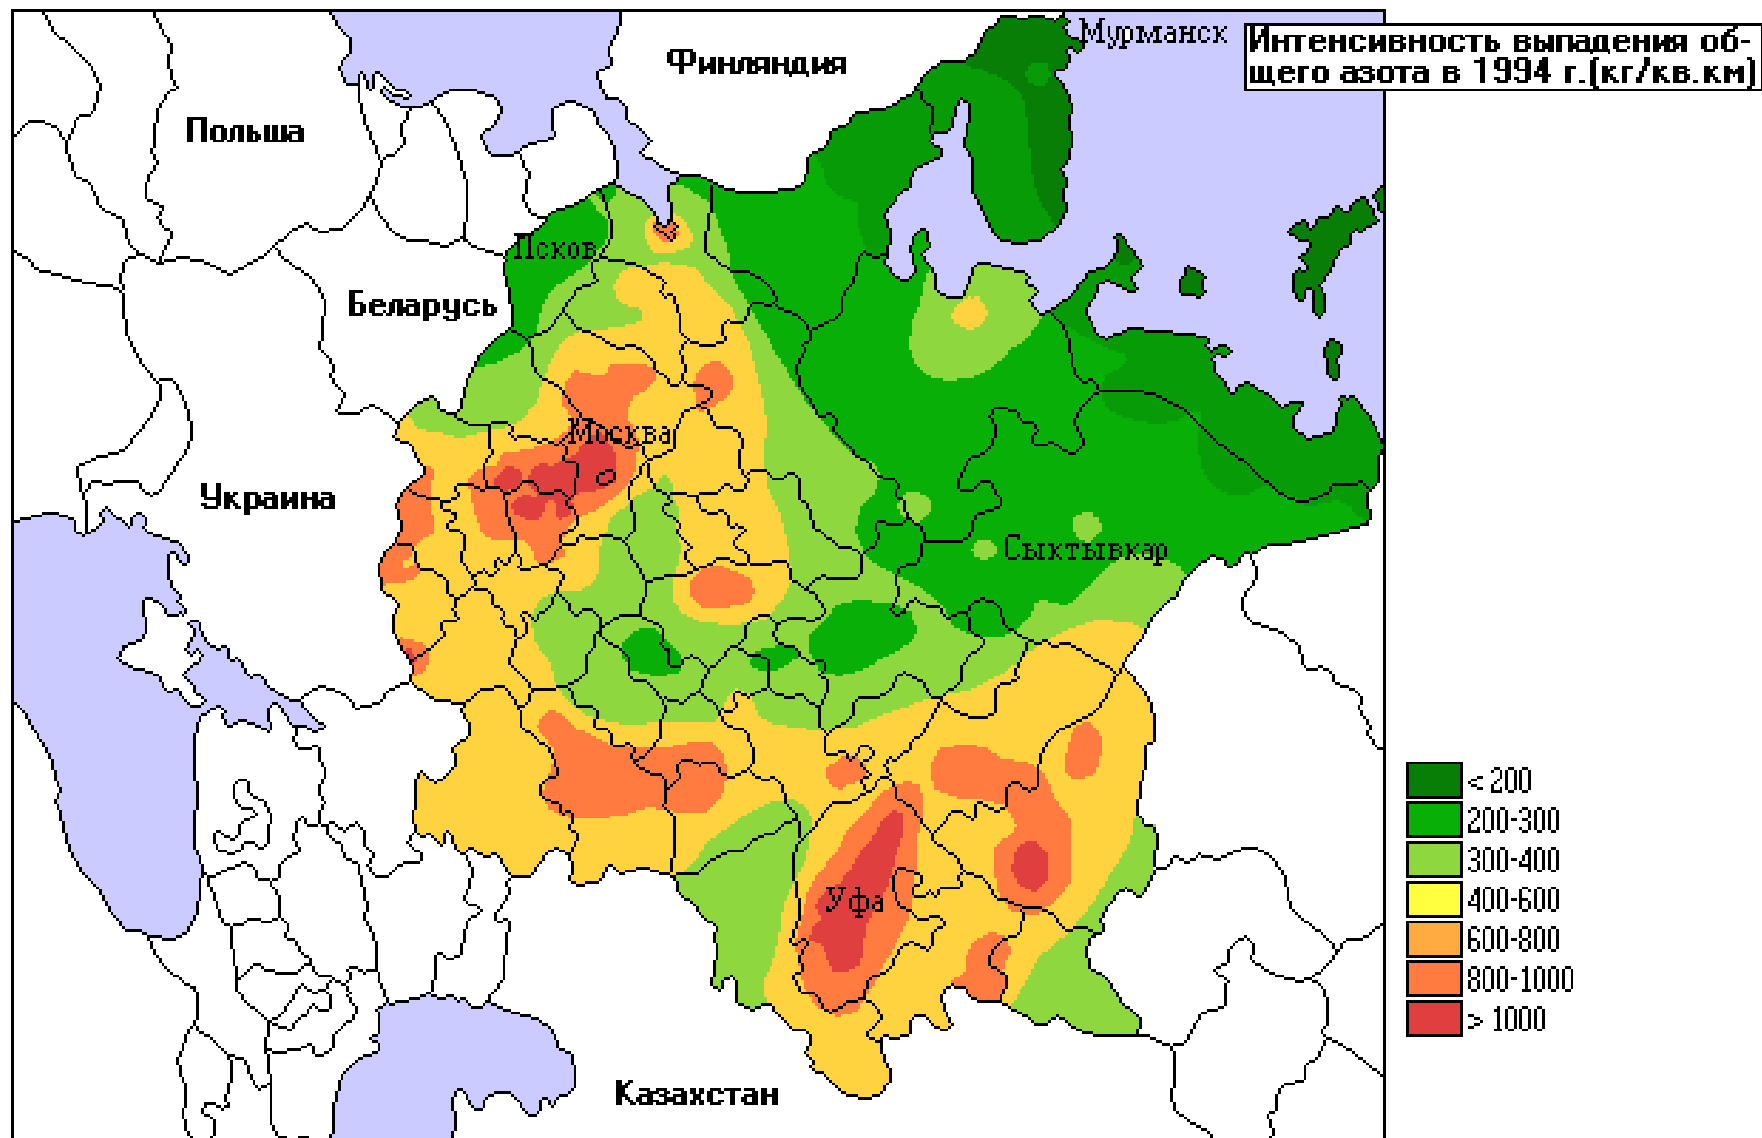 Мурманск
Интенсивность выпадения об-
щего азота в 1994 г.(кг/кв.км)
Финляндия
Польша
Псков
Беларусь
Москва
Украина
Сыктывкар
< 200
200-300
300-400
400-600
600-800
800-1000
> 1000
Уфа
Казахстан